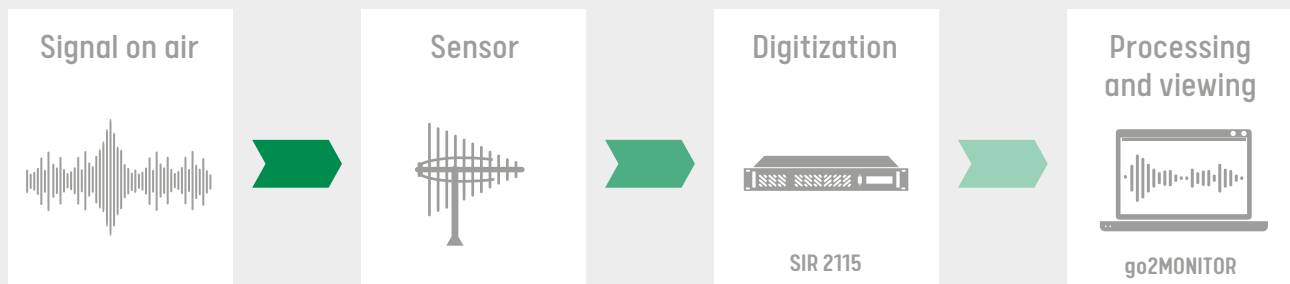 Signal on air
Sensor
Digitization
SIR 2115
Processing
and viewing
go2MONITOR